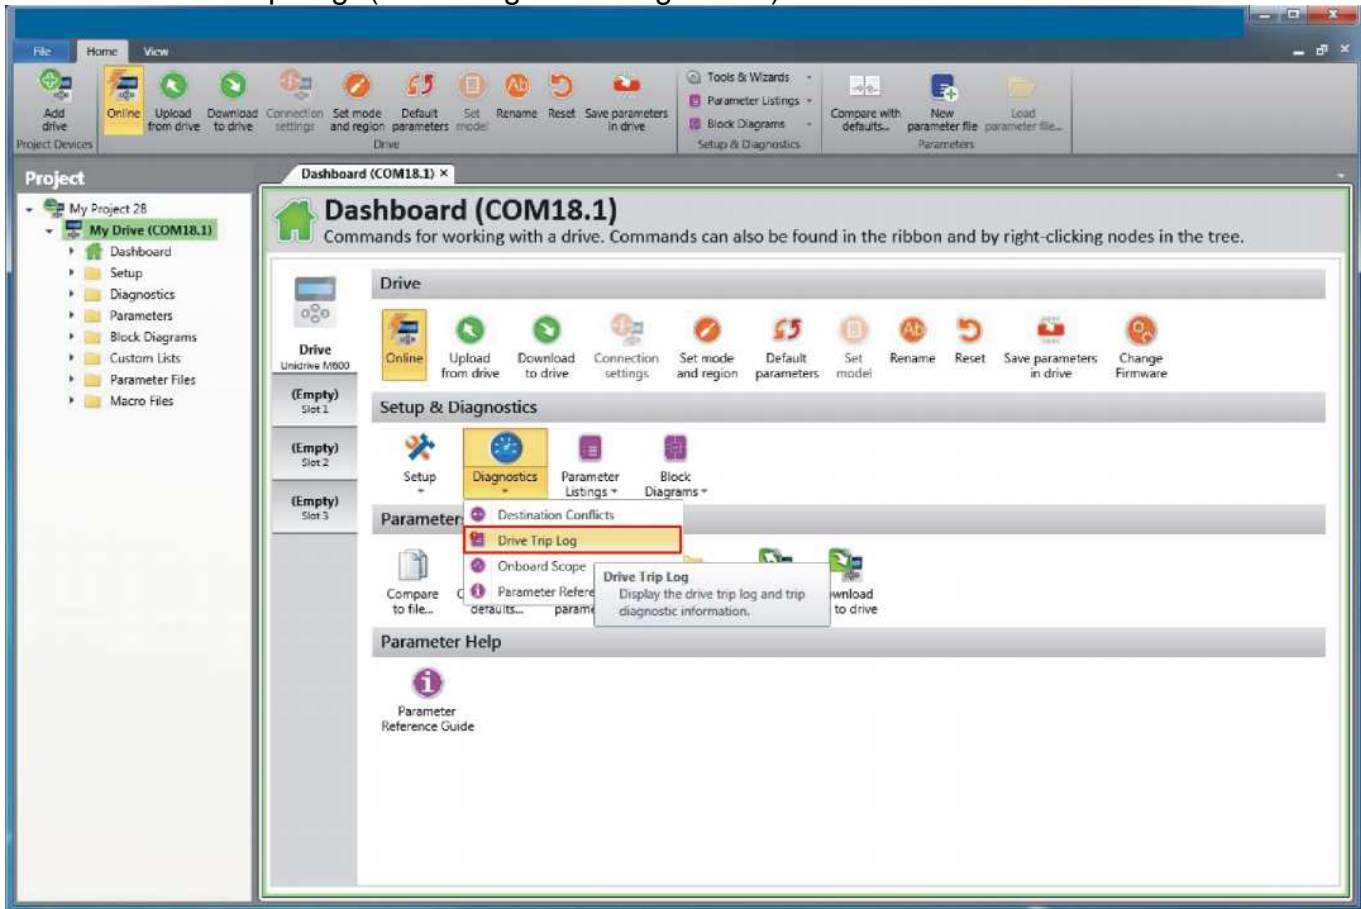 File Home View
Add drive
Online
Upload from drive
Download to drive
Connection settings
Set mode and region
Default parameters
Set model
Rename
Reset
Save parameters in drive
Tools & Wizards
Parameter Listings
Block Diagrams
Compare with defaults...
New parameter file
Load parameter file...
Project Devices
Drive
Setup & Diagnostics
Parameters
Project
Dashboard (COM18.1) ×
My Project 28
My Drive (COM18.1)
Dashboard
Setup
Diagnostics
Parameters
Block Diagrams
Custom Lists
Parameter Files
Macro Files
Dashboard (COM18.1)
Commands for working with a drive. Commands can also be found in the ribbon and by right-clicking nodes in the tree.
Drive
Unidrive M600
(Empty)
Slot 1
(Empty)
Slot 2
(Empty)
Slot 3
Drive
Online
Upload from drive
Download to drive
Connection settings
Set mode and region
Default parameters
Set model
Rename
Reset
Save parameters in drive
Change Firmware
Setup & Diagnostics
Setup
Diagnostics
Parameter Listings
Block Diagrams
Destination Conflicts
Drive Trip Log
Onboard Scope
Parameter Refere
Drive Trip Log
Display the drive trip log and trip
diagnostic information.
Parameter
Compare to file...
defaults...
param
wnload
to drive
Parameter Help
Parameter
Reference Guide